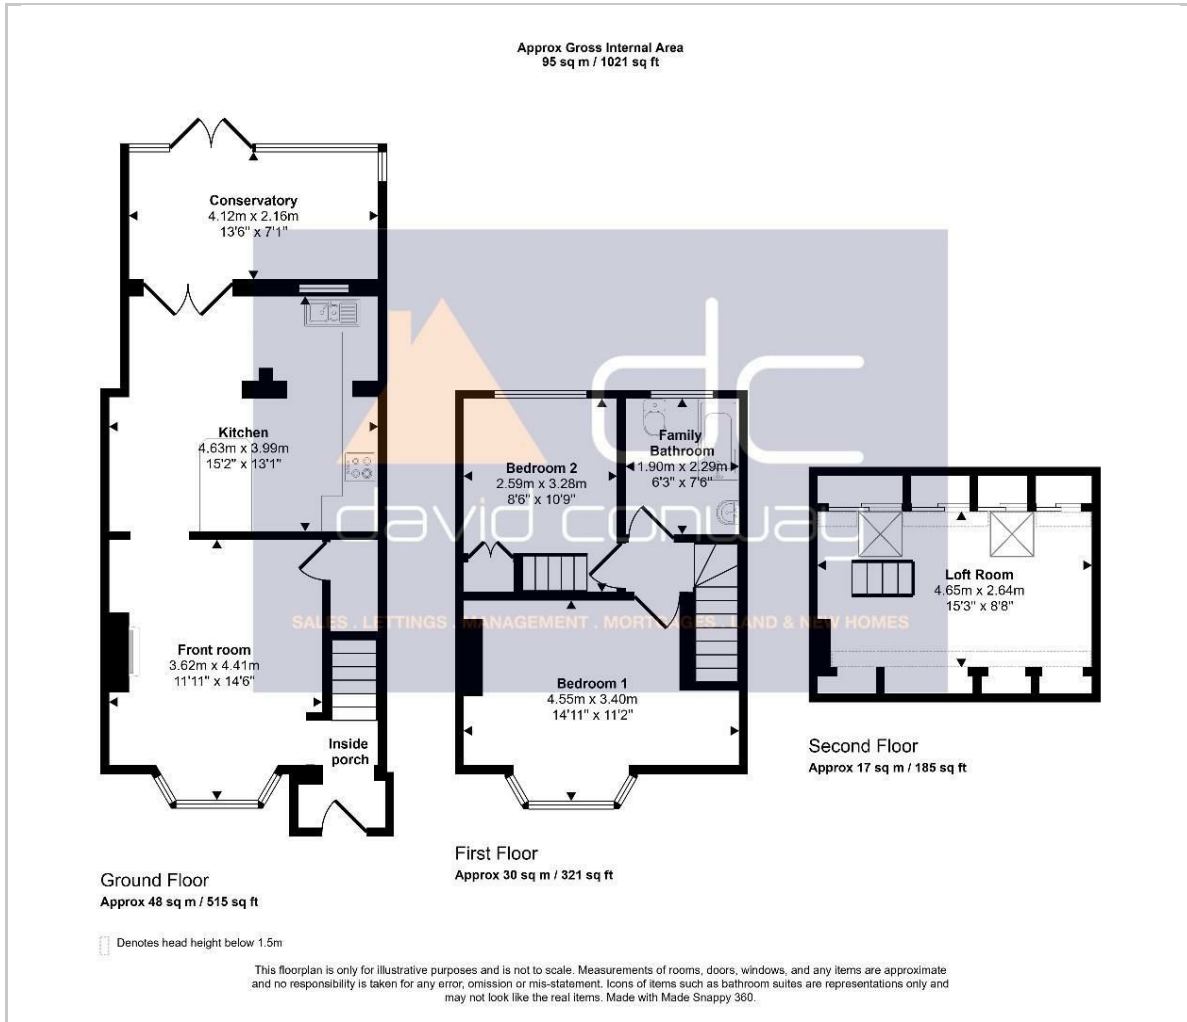 Approx Gross Internal Area
95 sq m / 1021 sq ft
Conservatory
4.12m x 2.16m
13'6" x 7'1"
Kitchen
4.63m x 3.99m
15'2" x 13'1"
Front room
3.62m x 4.41m
11'11" x 14'6"
Inside
porch
Ground Floor
Approx 48 sq m / 515 sq ft
Bedroom 2
2.59m x 3.28m
8'6" x 10'9"
Family
Bathroom
1.90m x 2.29m
6'3" x 7'6"
Bedroom 1
4.55m x 3.40m
14'11" x 11'2"
First Floor
Approx 30 sq m / 321 sq ft
Loft Room
4.65m x 2.64m
15'3" x 8'8"
Second Floor
Approx 17 sq m / 185 sq ft
dc
david conway
SALES . LETTINGS . MANAGEMENT . MORTGAGES . LAND & NEW HOMES
Denotes head height below 1.5m
This floorplan is only for illustrative purposes and is not to scale. Measurements of rooms, doors, windows, and any items are approximate
and no responsibility is taken for any error, omission or mis-statement. Icons of items such as bathroom suites are representations only and
may not look like the real items. Made with Made Snappy 360.